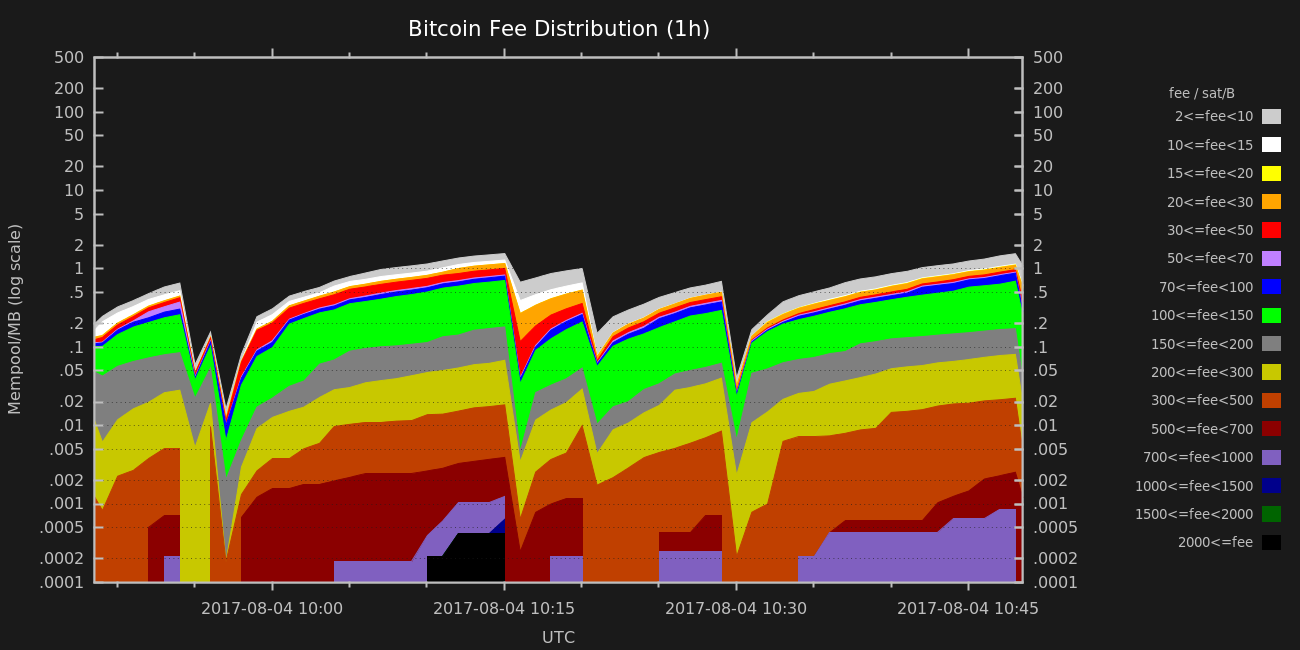 Bitcoin Fee Distribution (1h)
Mempool/MB (log scale)
500
200
100
50
20
10
5
2
1
.5
.2
.1
.05
.02
.01
.005
.002
.001
.0005
.0002
.0001
500
200
100
50
20
10
5
2
1
.5
.2
.1
.05
.02
.01
.005
.002
.001
.0005
.0002
.0001
2017-08-04 10:00
2017-08-04 10:15
2017-08-04 10:30
2017-08-04 10:45
UTC
fee / sat/B
2<=fee<10
10<=fee<15
15<=fee<20
20<=fee<30
30<=fee<50
50<=fee<70
70<=fee<100
100<=fee<150
150<=fee<200
200<=fee<300
300<=fee<500
500<=fee<700
700<=fee<1000
1000<=fee<1500
1500<=fee<2000
2000<=fee